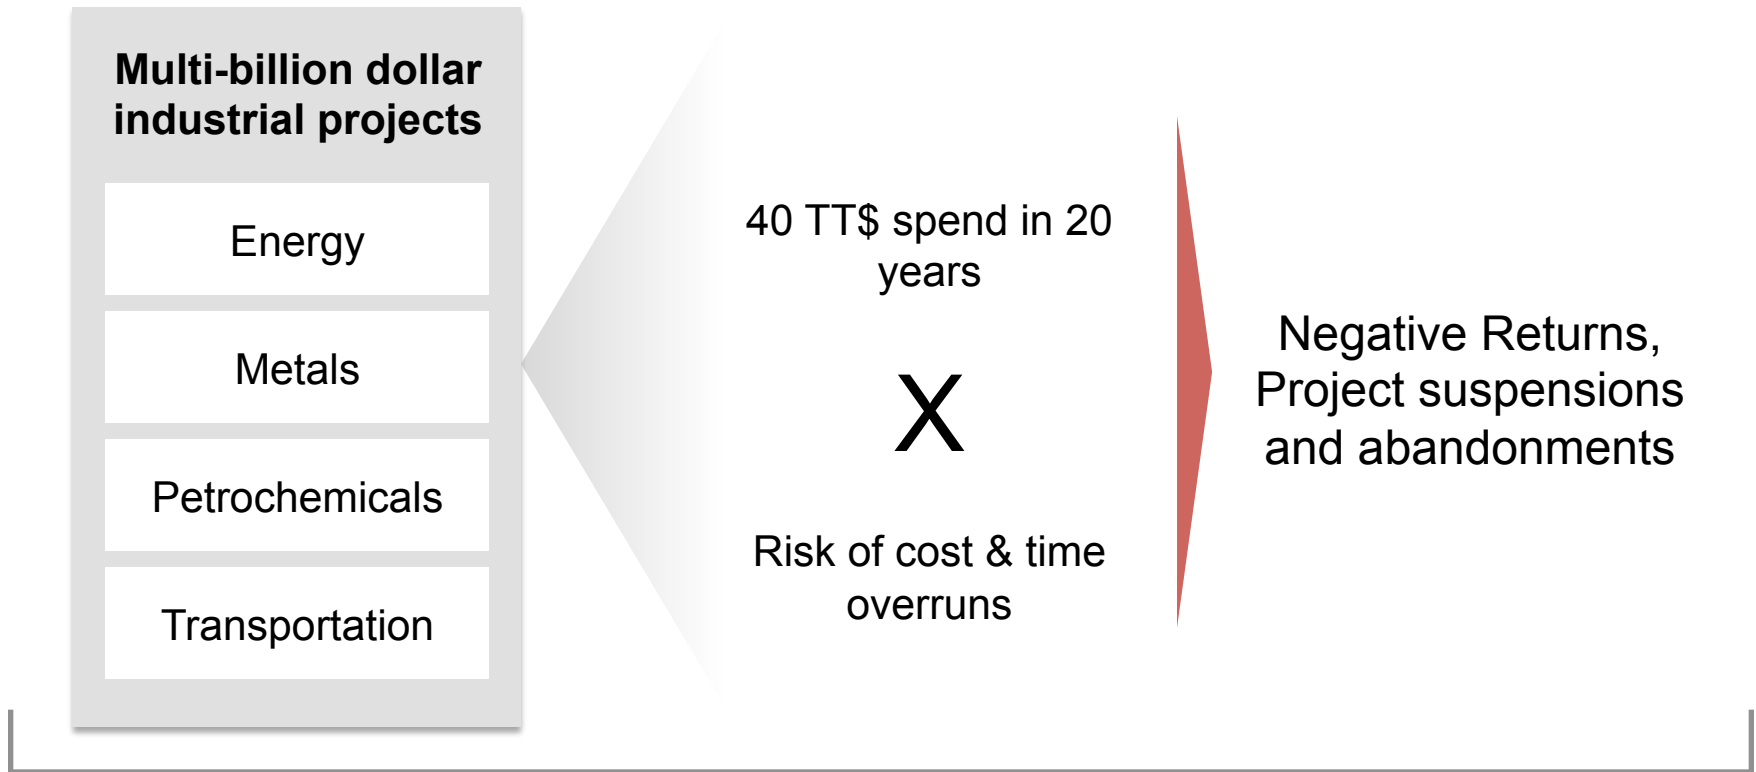 Multi-billion dollar
industrial projects
Energy
Metals
Petrochemicals
Transportation
40 TT$ spend in 20
years
X
Risk of cost & time
overruns
Negative Returns,
Project suspensions
and abandonments